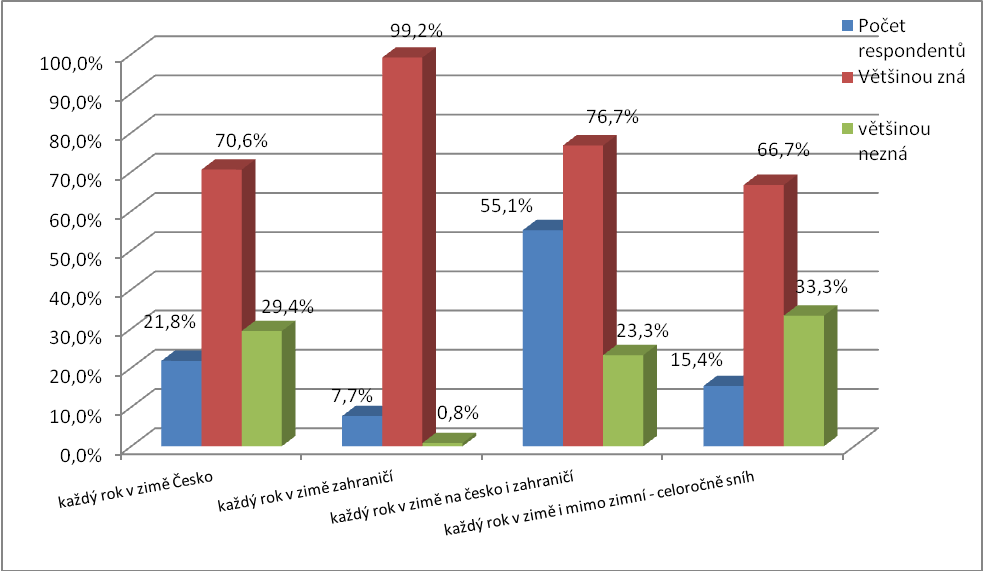 Počet
respondentů
Většinou zná
většinou
nezná
100,0%
90,0%
80,0%
70,0%
60,0%
50,0%
40,0%
30,0%
20,0%
10,0%
0,0%
21,8%
70,6%
29,4%
7,7%
99,2%
0,8%
55,1%
76,7%
23,3%
15,4%
66,7%
33,3%
každý rok v zimě Česko
každý rok v zimě zahraničí
každý rok v zimě na česko i zahraničí
každý rok v zimě i mimo zimní - celoročně sníh